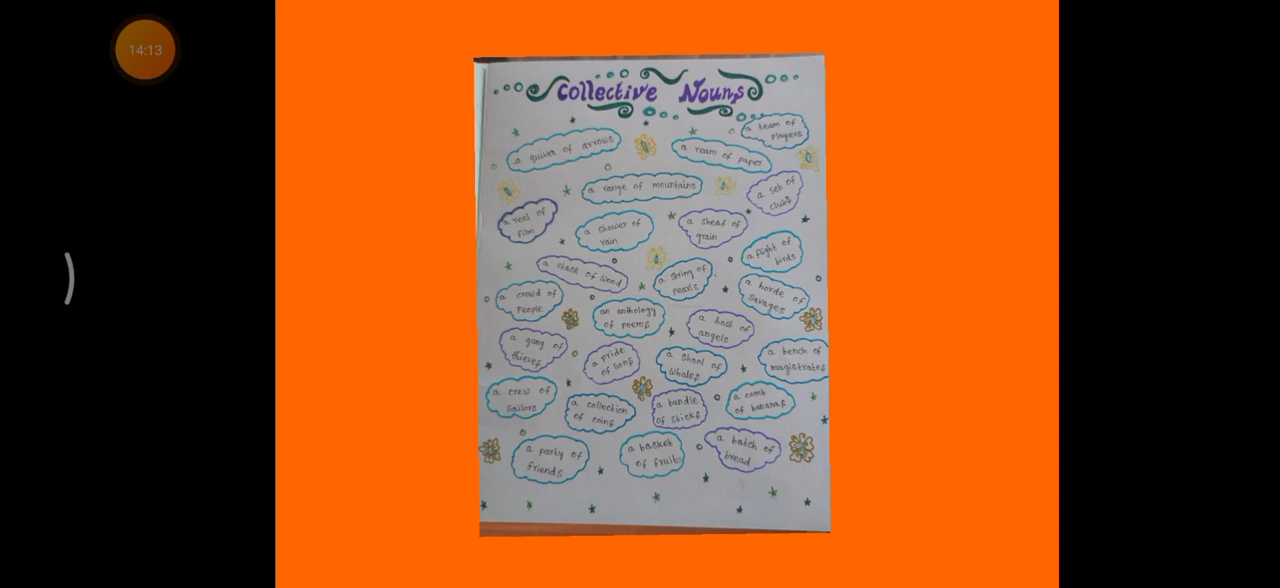 14:13
Collective Nouns
a team of
players
a quiver of arrows
a ream of paper
a range of mountains
a set of
clubs
a reel of
film
a shower of
rain
a sheaf of
grain
a flight of
birds
a stack of wood
a string of
pearls
a horde of
savages
a crowd of
People
an anthology
of poems
a host of
angels
a gang of
thieves
a pride
of lions
a shool of
whales
a bench of
magistrates
a crew of
sailors
a collection
of coins
a bundle
of sticks
a comb
of bananas
a party of
friends
a basket
of fruits
a batch of
bread